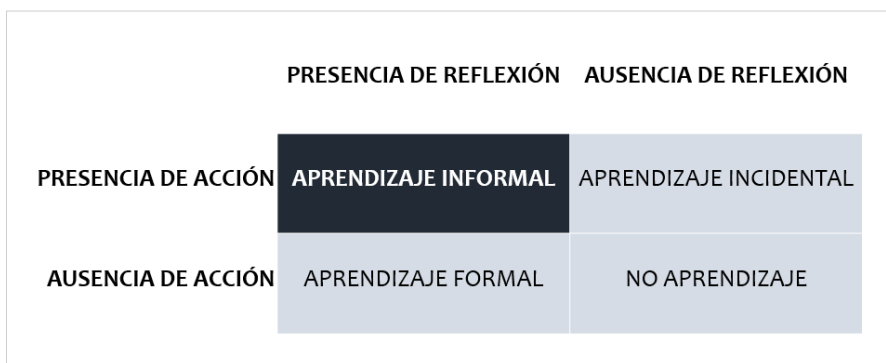 PRESENCIA DE REFLEXIÓN AUSENCIA DE REFLEXIÓN
PRESENCIA DE ACCIÓN APRENDIZAJE INFORMAL APRENDIZAJE INCIDENTAL
AUSENCIA DE ACCIÓN APRENDIZAJE FORMAL NO APRENDIZAJE